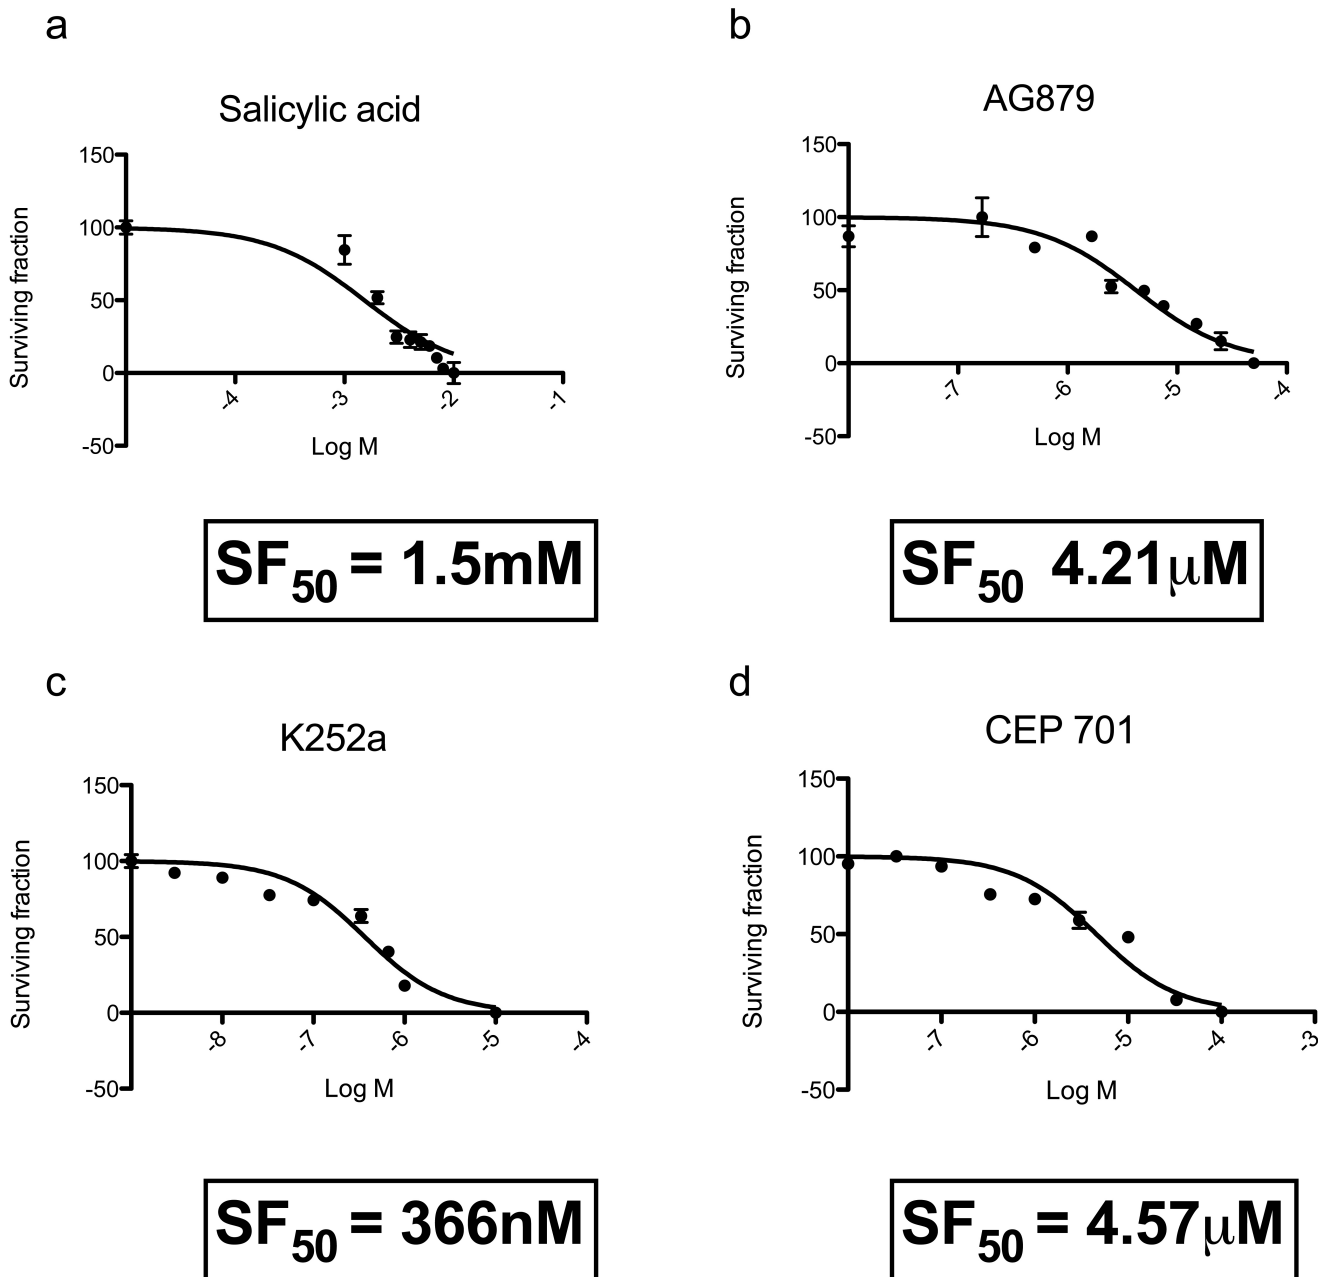 a
Salicylic acid
150
100
50
0
-50
Surviving fraction
-4
-3
-2
-1
Log M
SF50 = 1.5mM
b
AG879
150
100
50
0
-50
Surviving fraction
-7
-6
-5
-4
Log M
SF50 4.21μM
c
K252a
150
100
50
0
-50
Surviving fraction
-8
-7
-6
-5
-4
Log M
SF50 = 366nM
d
CEP 701
150
100
50
0
-50
Surviving fraction
-7
-6
-5
-4
-3
Log M
SF50 = 4.57μM